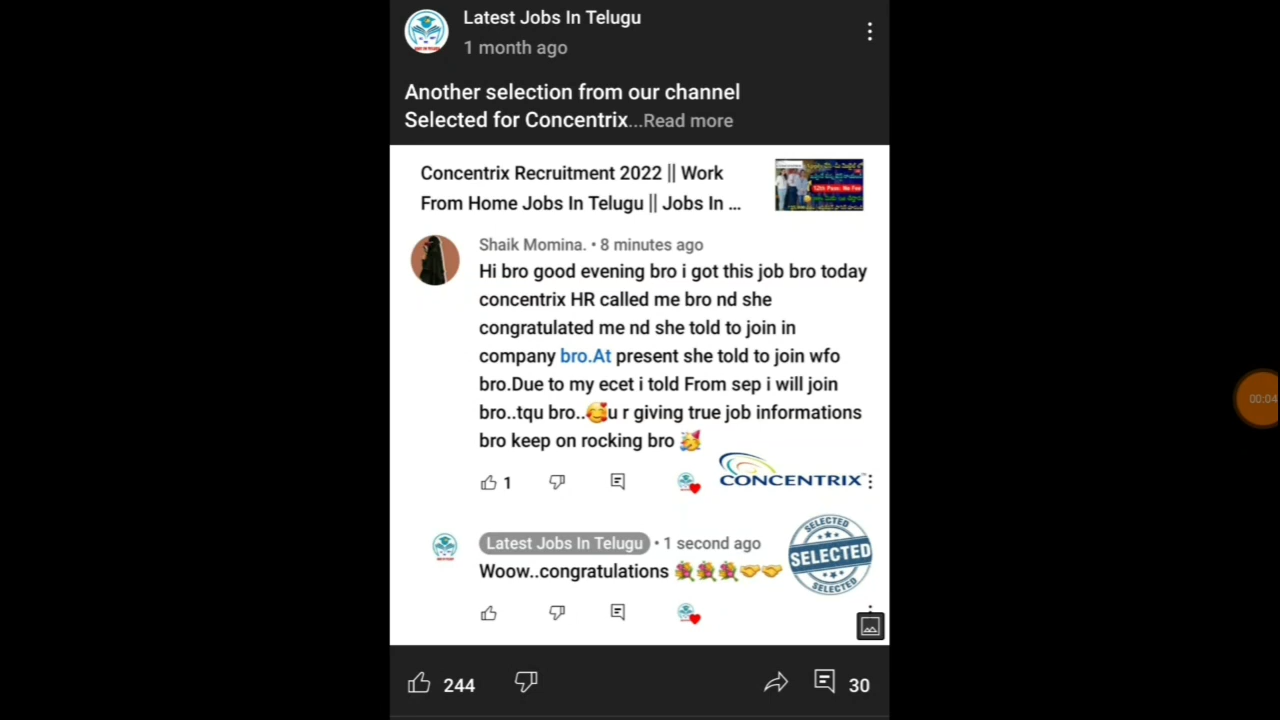 Latest Jobs In Telugu
1 month ago
Another selection from our channel
Selected for Concentrix...Read more
Concentrix Recruitment 2022 || Work
From Home Jobs In Telugu || Jobs In ...
12th Pass: No Fee
Shaik Momina. • 8 minutes ago
Hi bro good evening bro i got this job bro today
concentrix HR called me bro nd she
congratulated me nd she told to join in
company bro.At present she told to join wfo
bro.Due to my ecet i told From sep i will join
bro..tqu bro..🥰u r giving true job informations
bro keep on rocking bro 🥳
1
CONCENTRIX
Latest Jobs In Telugu • 1 second ago
Woow..congratulations 💐💐💐🤝🤝
SELECTED
SELECTED
SELECTED
244
30
00:04